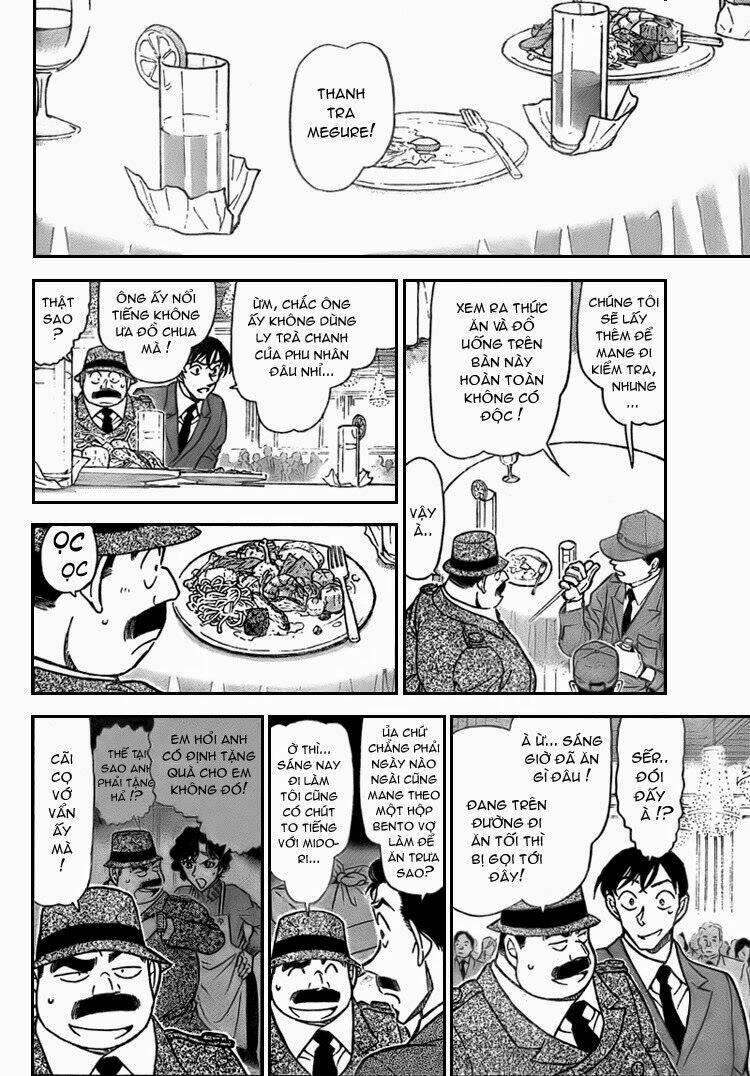 THANH
TRA
MEGURE!
CHÚNG TÔI
SẼ LẤY
THÊM ĐỂ
MANG ĐI
KIỂM TRA,
NHƯNG
...
XEM RA THỨC
ĂN VÀ ĐỒ
UỐNG TRÊN
BÀN NÀY
HOÀN TOÀN
KHÔNG CÓ
ĐỘC!
VẬY
À..
ỪM, CHẮC ÔNG
ẤY KHÔNG DÙNG
LY TRÀ CHANH
CỦA PHU NHÂN
ĐÂU NHỈ...
ÔNG ẤY NỔI
TIẾNG KHÔNG
ƯA ĐỒ CHUA
MÀ!
THẬT
SAO?
ỌC
ỌC
SẾP..
ĐÓI
ĐẤY
À!?
À Ừ... SÁNG
GIỜ ĐÃ ĂN
GÌ ĐÂU!
ĐANG TRÊN
ĐƯỜNG ĐI
ĂN TỐI THÌ
BỊ GỌI TỚI
ĐÂY!
ỦA CHỨ
CHẲNG PHẢI
NGÀY NÀO
NGÀI CŨNG
MANG THEO
MỘT HỘP
BENTO VỢ
LÀM ĐỂ
ĂN TRƯA
SAO?
Ở THÌ...
SÁNG NAY
ĐI LÀM
TÔI CŨNG
CÓ CHÚT
TO TIẾNG
VỚI MIDO-
RI...
EM HỎI ANH
CÓ ĐỊNH TẶNG
QUÀ CHO EM
KHÔNG ĐÓ!
THẾ TẠI
SAO ANH
PHẢI TẶNG
HẢ!?
CÃI
CỌ
VỚ
VẨN
ẤY
MÀ!